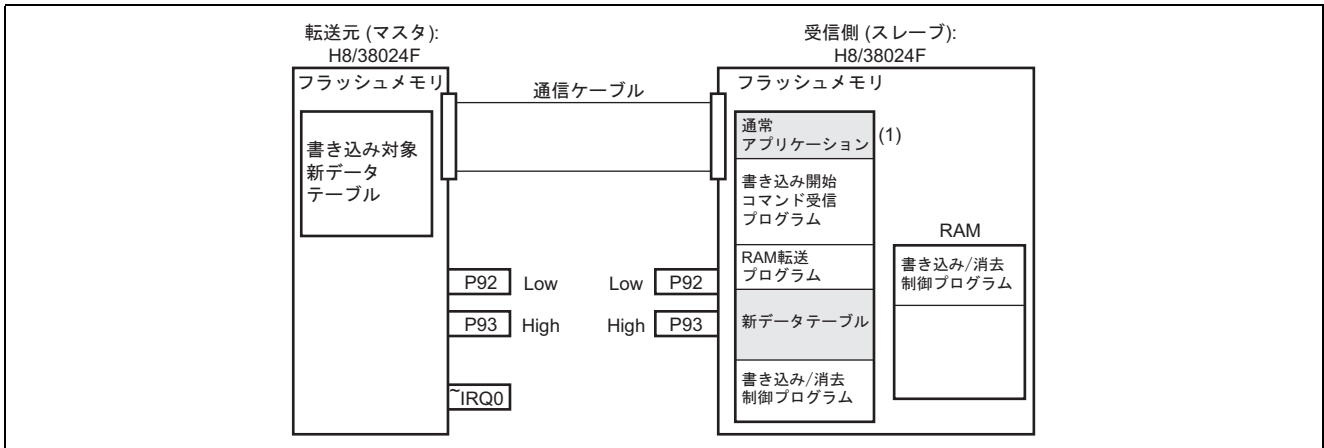 転送元 (マスタ):
H8/38024F
フラッシュメモリ
書き込み対象
新データ
テーブル
通信ケーブル
P92 Low
P93 High
~IRQ0
受信側 (スレーブ):
H8/38024F
フラッシュメモリ
通常
アプリケーション
(1)
書き込み開始
コマンド受信
プログラム
RAM転送
プログラム
新データテーブル
書き込み/消去
制御プログラム
Low P92
High P93
RAM
書き込み/消去
制御プログラム